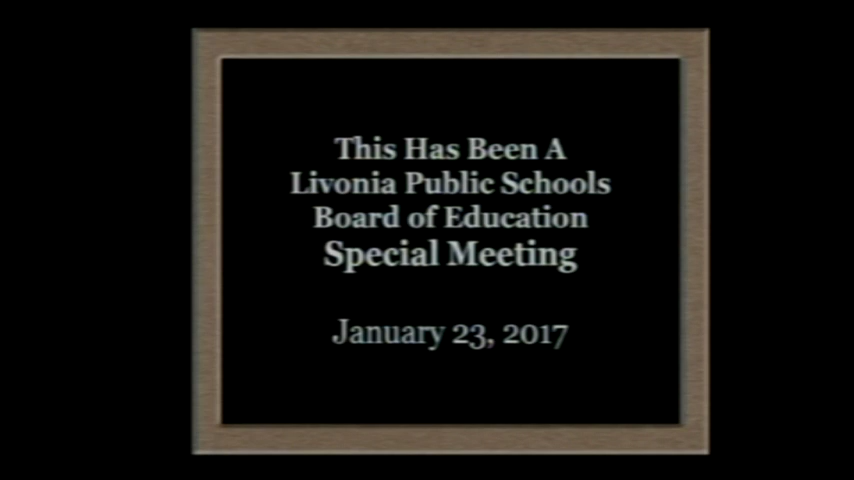 This Has Been A
Livonia Public Schools
Board of Education
Special Meeting
January 23, 2017